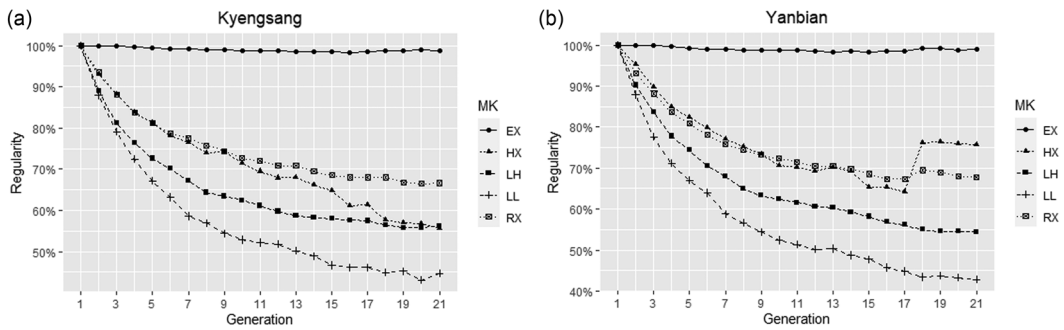 (a)
Kyengsang
100%
90%
80%
70%
60%
50%
Regularity
1 3 5 7 9 11 13 15 17 19 21
Generation
MK
EX
HX
LH
LL
RX
(b)
Yanbian
100%
90%
80%
70%
60%
50%
40%
Regularity
1 3 5 7 9 11 13 15 17 19 21
Generation
MK
EX
HX
LH
LL
RX